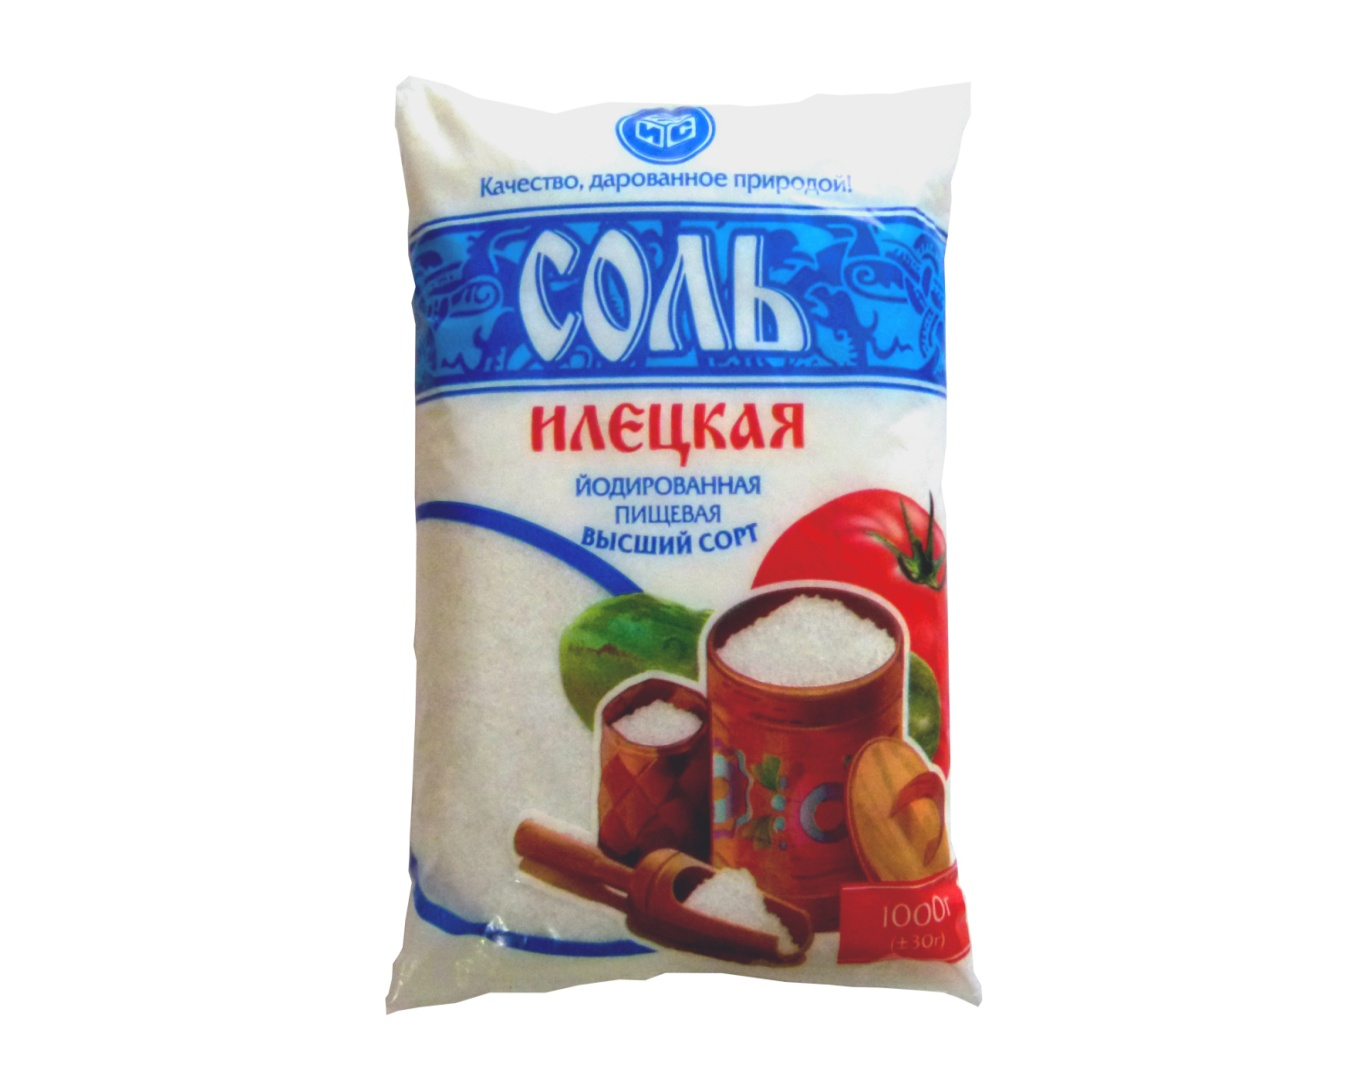 ИС
Качество, дарованное природой!
СОЛЬ
ИЛЕЦКАЯ
ЙОДИРОВАННАЯ
ПИЩЕВАЯ
ВЫСШИЙ СОРТ
1000г
(±30г)